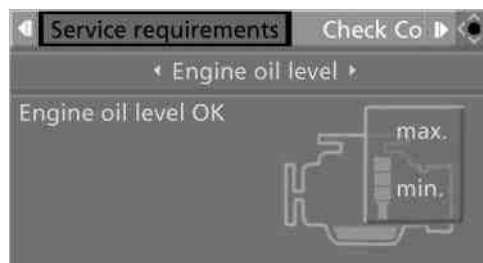 Service requirements Check Co
Engine oil level
Engine oil level OK
max.
min.